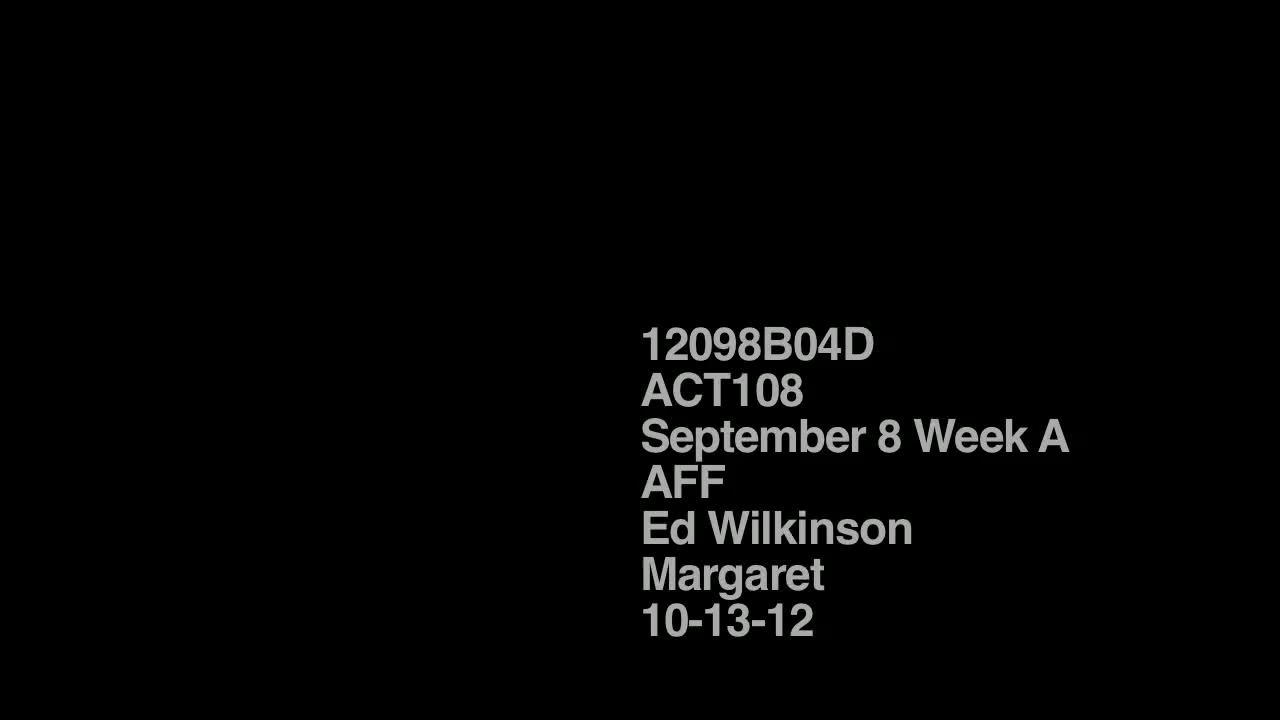 12098B04D
ACT108
September 8 Week A
AFF
Ed Wilkinson
Margaret
10-13-12